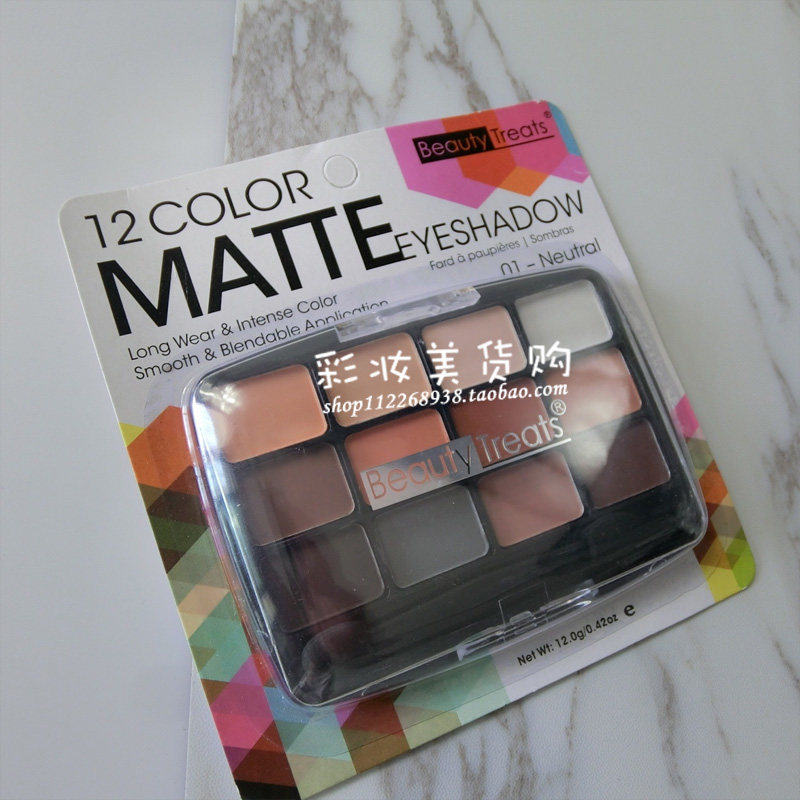 Beauty Treats®
12 COLOR
MATTE EYESHADOW
Fard à paupières | Sombras
01 - Neutral
Long Wear & Intense Color
Smooth & Blendable Application
彩妆美货购
shop112268938.taobao.com
Beauty Treats®
Net Wt: 12.0g/0.42oz e